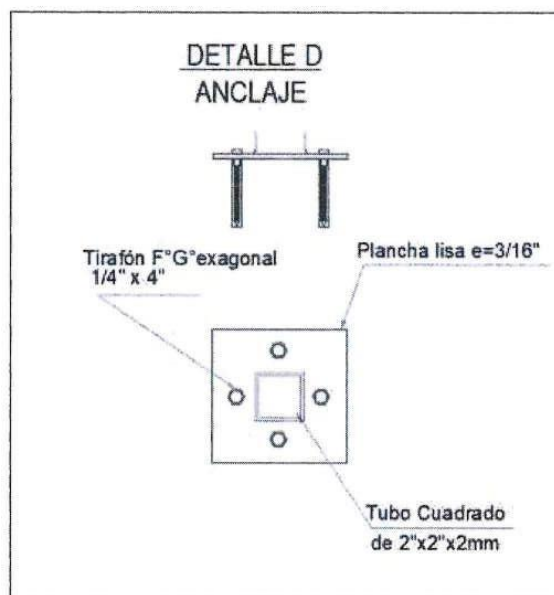 DETALLE D
ANCLAJE
Tirafón F°G°exagonal
1/4" x 4"
Plancha lisa e=3/16"
Tubo Cuadrado
de 2"x2"x2mm